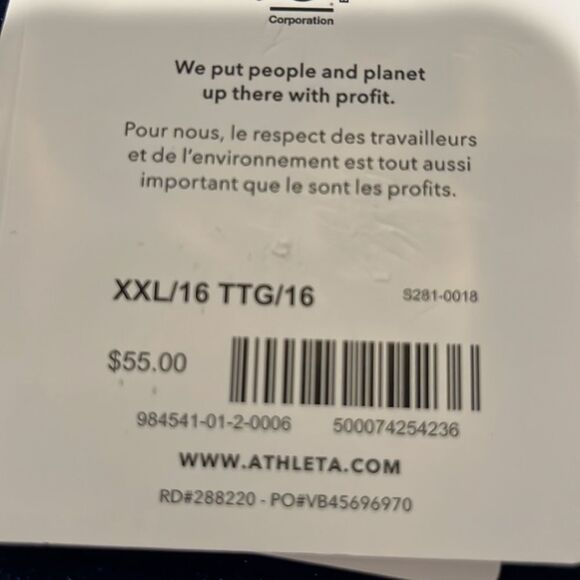 Corporation
We put people and planet
up there with profit.
Pour nous, le respect des travailleurs
et de l'environnement est tout aussi
important que le sont les profits.
XXL/16 TTG/16 S281-0018
$55.00
984541-01-2-0006 500074254236
WWW.ATHLETA.COM
RD#288220 - PO#VB45696970